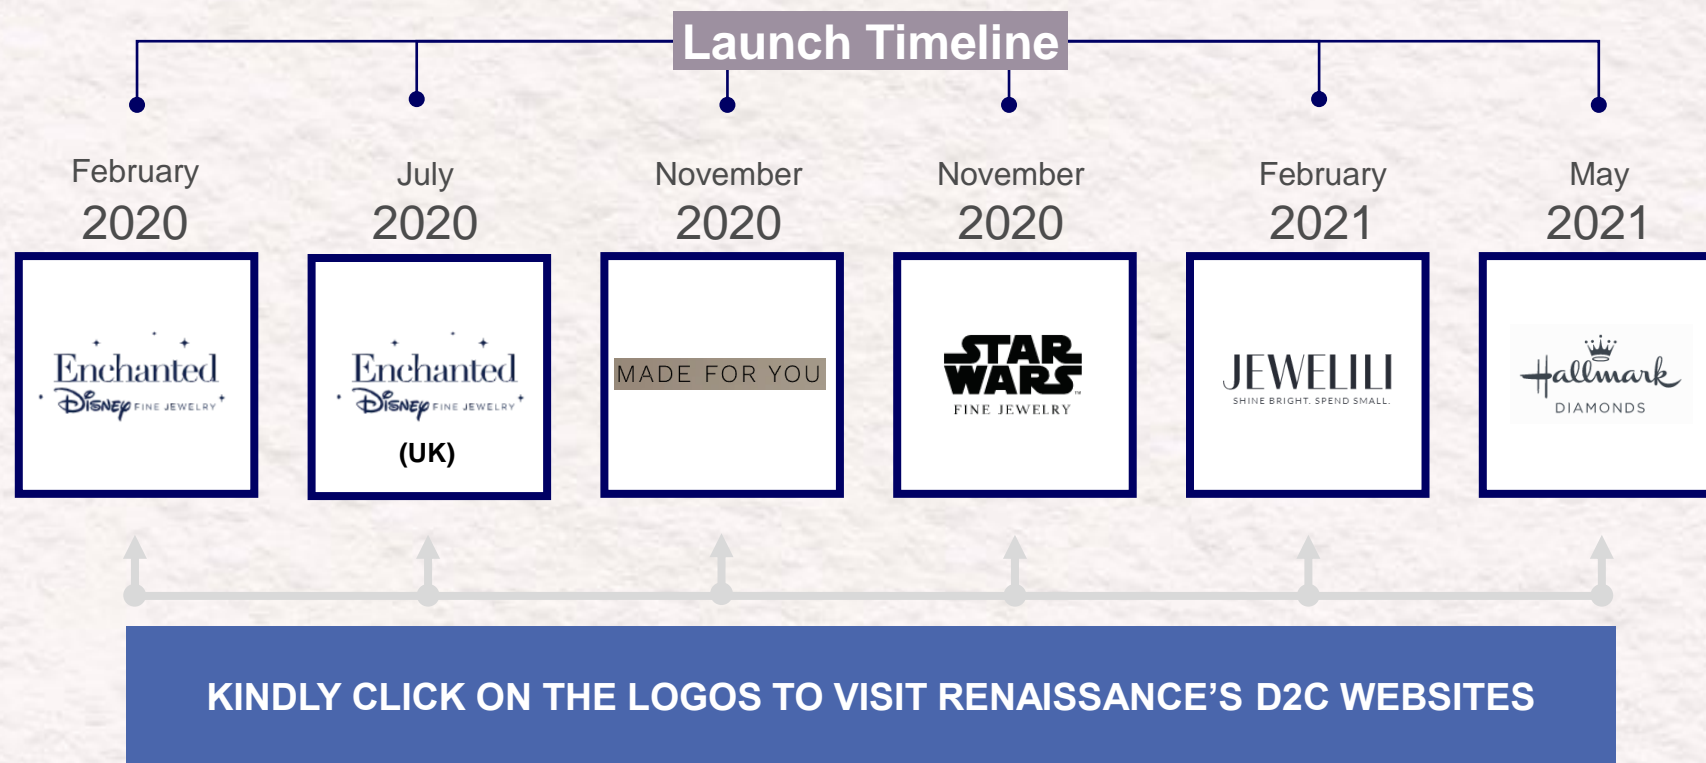 Launch Timeline
February
2020
July
2020
November
2020
November
2020
February
2021
May
2021
Enchanted
Disney FINE JEWELRY
Enchanted
Disney FINE JEWELRY
(UK)
MADE FOR YOU
STAR
WARS
FINE JEWELRY
JEWELILI
SHINE BRIGHT. SPEND SMALL.
Hallmark
DIAMONDS
KINDLY CLICK ON THE LOGOS TO VISIT RENAISSANCE’S D2C WEBSITES